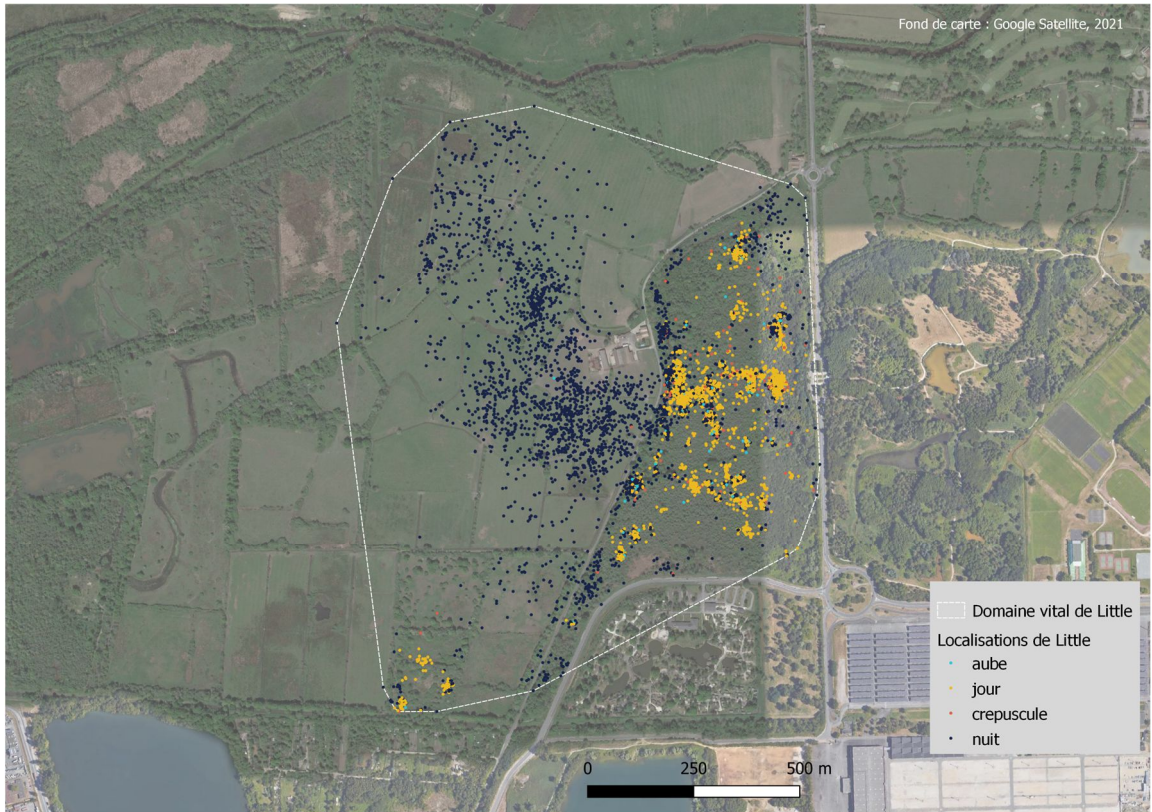 Fond de carte : Google Satellite, 2021
Domaine vital de Little
Localisations de Little
aube
jour
crepuscule
nuit
0 250 500 m